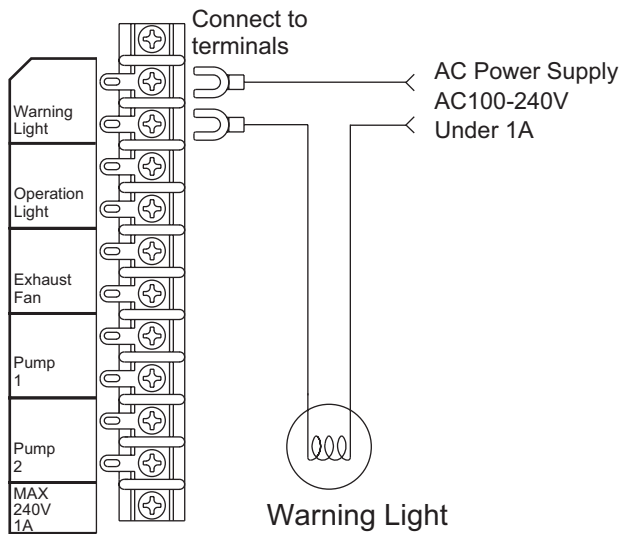 Connect to
terminals
AC Power Supply
AC100-240V
Under 1A
Warning
Light
Operation
Light
Exhaust
Fan
Pump
1
Pump
2
MAX
240V
1A
Warning Light